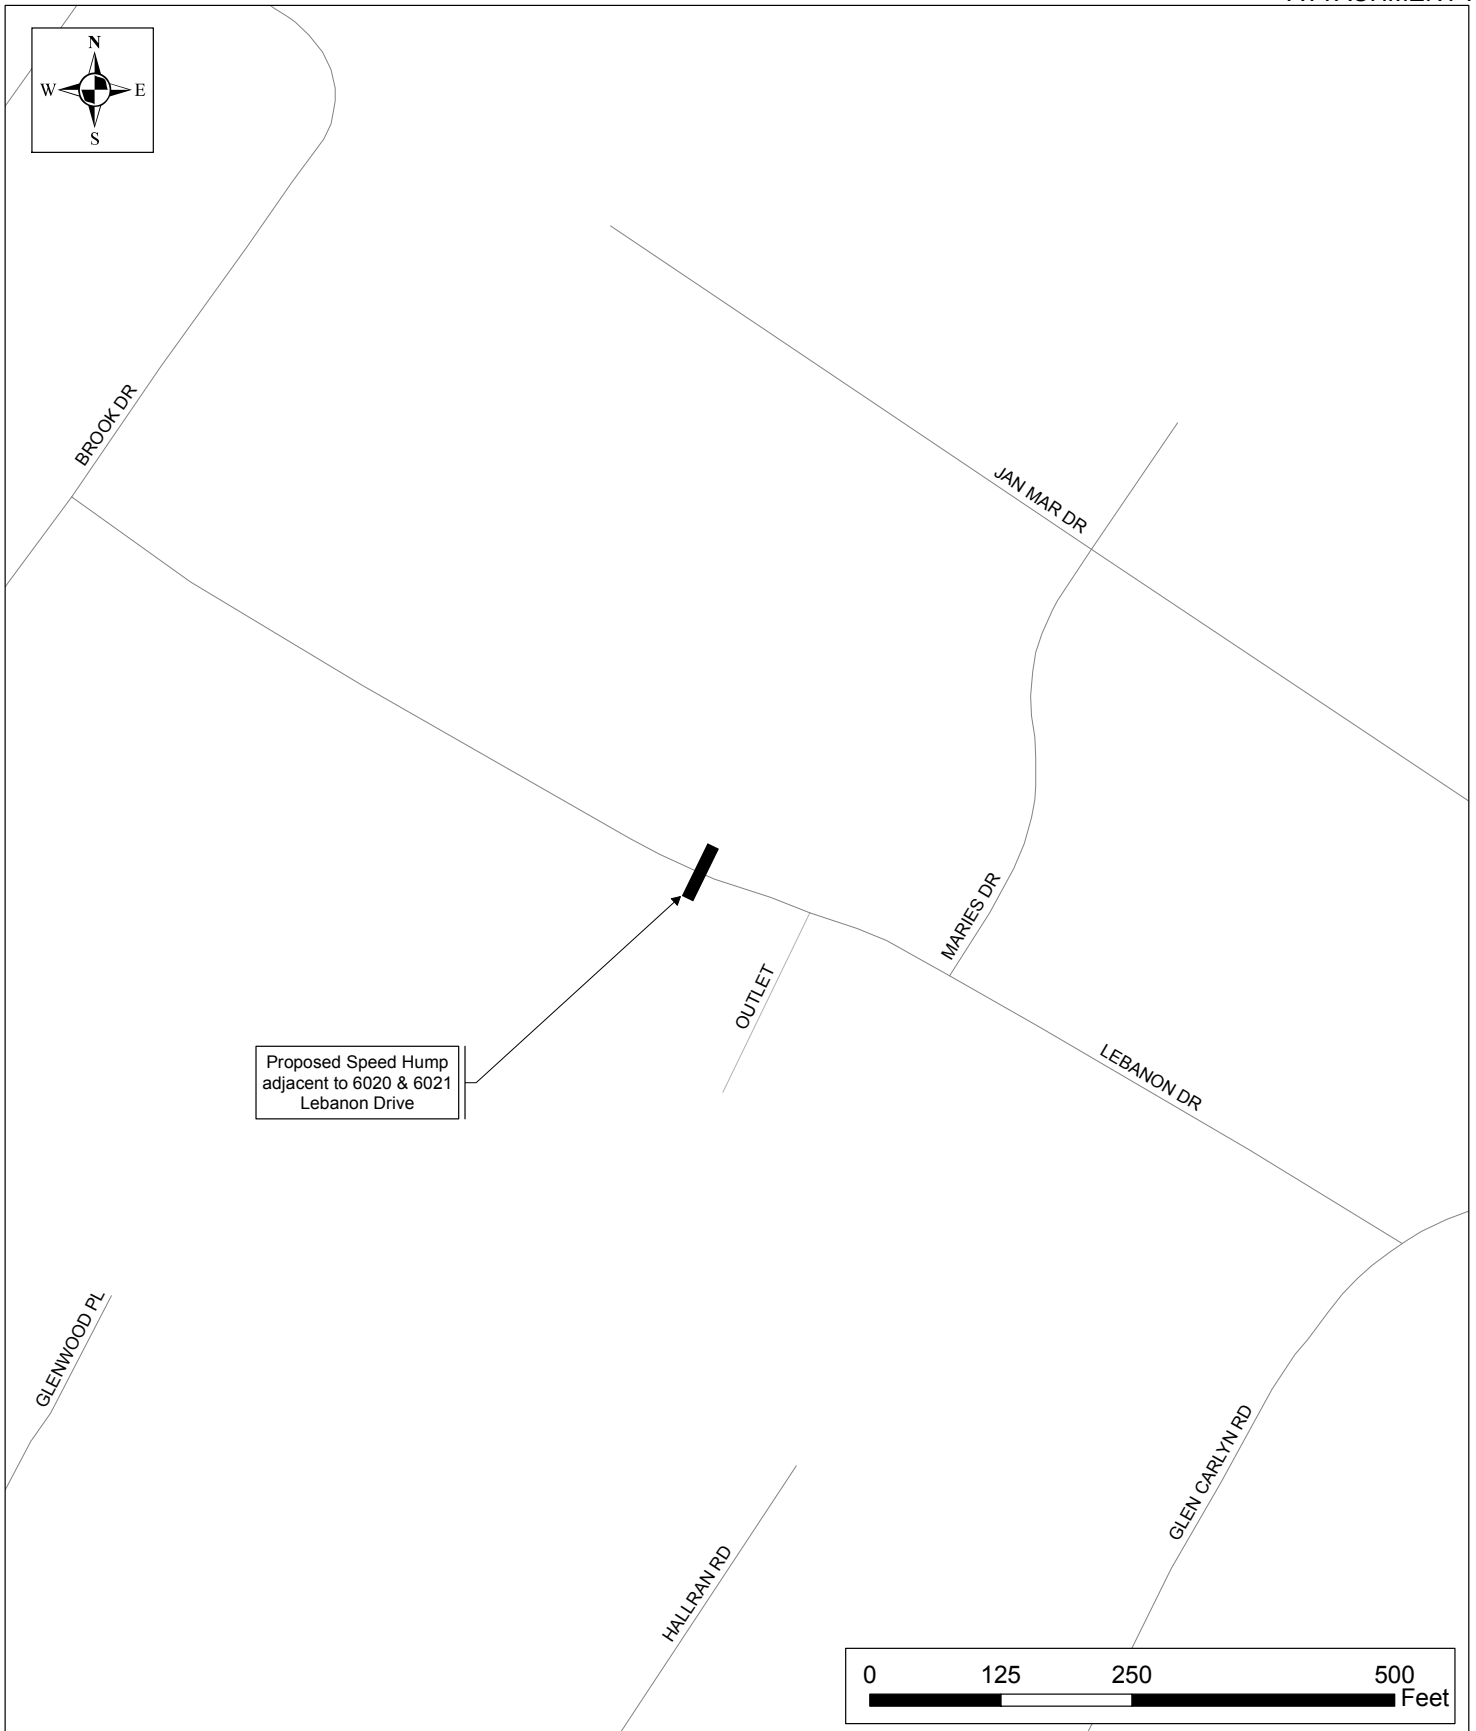 N
W
E
S
BROOK DR
JAN MAR DR
MARIES DR
OUTLET
LEBANON DR
Proposed Speed Hump
adjacent to 6020 & 6021
Lebanon Drive
GLENWOOD PL
GLEN CARLYN RD
HALLRAN RD
0 125 250 500
Feet